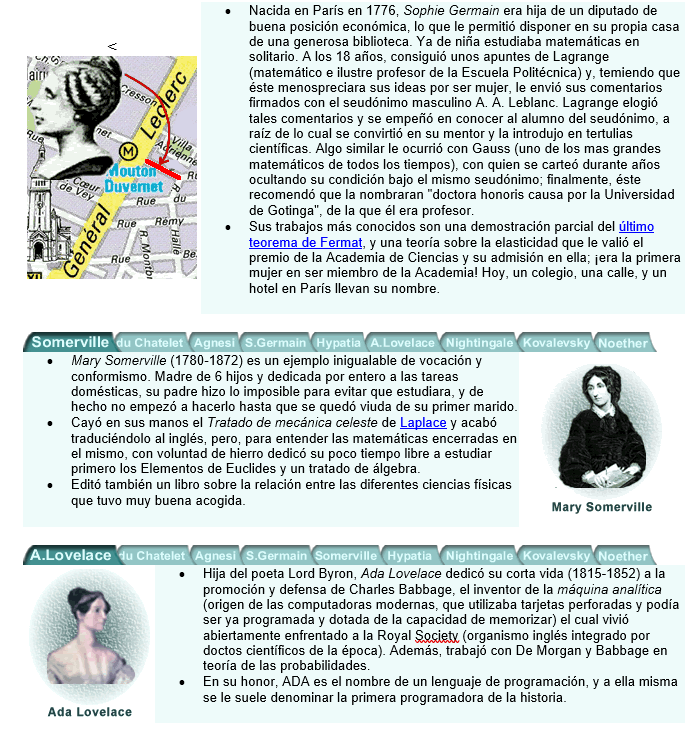 <
Cresson
Leclerc
Villa
Adrienne
M
Mouton
Duvernet
Cœur
de Vey
Rue
R. du
Rue
Rémy
Hallé
R. Montbr
Rue
Rue
General
• Nacida en París en 1776, Sophie Germain era hija de un diputado de
buena posición económica, lo que le permitió disponer en su propia casa
de una generosa biblioteca. Ya de niña estudiaba matemáticas en
solitario. A los 18 años, consiguió unos apuntes de Lagrange
(matemático e ilustre profesor de la Escuela Politécnica) y, temiendo que
éste menospreciara sus ideas por ser mujer, le envió sus comentarios
firmados con el seudónimo masculino A. A. Leblanc. Lagrange elogió
tales comentarios y se empeñó en conocer al alumno del seudónimo, a
raíz de lo cual se convirtió en su mentor y la introdujo en tertulias
científicas. Algo similar le ocurrió con Gauss (uno de los mas grandes
matemáticos de todos los tiempos), con quien se carteó durante años
ocultando su condición bajo el mismo seudónimo; finalmente, éste
recomendó que la nombraran "doctora honoris causa por la Universidad
de Gotinga", de la que él era profesor.
• Sus trabajos más conocidos son una demostración parcial del último
teorema de Fermat, y una teoría sobre la elasticidad que le valió el
premio de la Academia de Ciencias y su admisión en ella; ¡era la primera
mujer en ser miembro de la Academia! Hoy, un colegio, una calle, y un
hotel en París llevan su nombre.
Somerville du Chatelet Agnesi S.Germain Hypatia A.Lovelace Nightingale Kovalevsky Noether
• Mary Somerville (1780-1872) es un ejemplo inigualable de vocación y
conformismo. Madre de 6 hijos y dedicada por entero a las tareas
domésticas, su padre hizo lo imposible para evitar que estudiara, y de
hecho no empezó a hacerlo hasta que se quedó viuda de su primer marido.
• Cayó en sus manos el Tratado de mecánica celeste de Laplace y acabó
traduciéndolo al inglés, pero, para entender las matemáticas encerradas en
el mismo, con voluntad de hierro dedicó su poco tiempo libre a estudiar
primero los Elementos de Euclides y un tratado de álgebra.
• Editó también un libro sobre la relación entre las diferentes ciencias físicas
que tuvo muy buena acogida.
Mary Somerville
A.Lovelace du Chatelet Agnesi S.Germain Somerville Hypatia Nightingale Kovalevsky Noether
• Hija del poeta Lord Byron, Ada Lovelace dedicó su corta vida (1815-1852) a la
promoción y defensa de Charles Babbage, el inventor de la máquina analítica
(origen de las computadoras modernas, que utilizaba tarjetas perforadas y podía
ser ya programada y dotada de la capacidad de memorizar) el cual vivió
abiertamente enfrentado a la Royal Society (organismo inglés integrado por
doctos científicos de la época). Además, trabajó con De Morgan y Babbage en
teoría de las probabilidades.
• En su honor, ADA es el nombre de un lenguaje de programación, y a ella misma
se le suele denominar la primera programadora de la historia.
Ada Lovelace